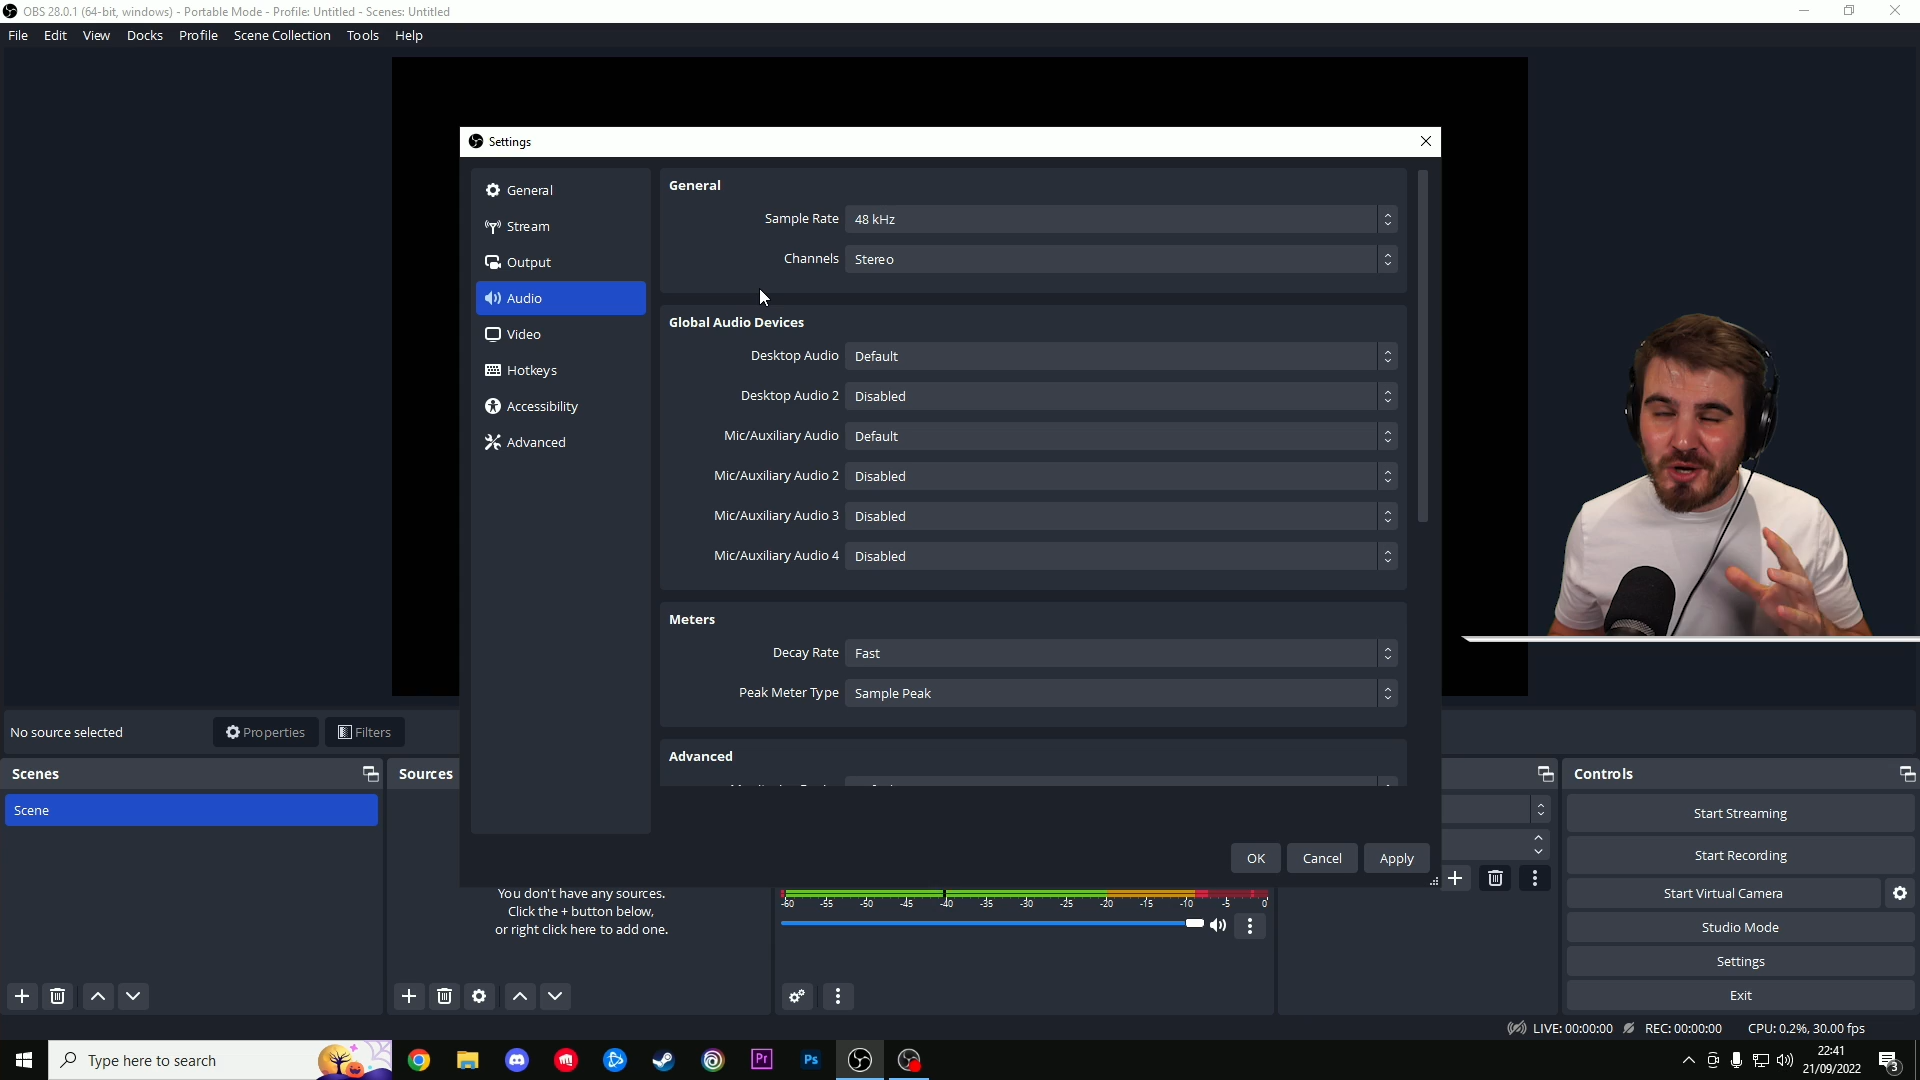 OBS 28.0.1 (64-bit, windows) - Portable Mode - Profile: Untitled - Scenes: Untitled
File Edit View Docks Profile Scene Collection Tools Help
Settings
General
Stream
Output
Audio
Video
Hotkeys
Accessibility
Advanced
General
Sample Rate 48 kHz
Channels Stereo
Global Audio Devices
Desktop Audio Default
Desktop Audio 2 Disabled
Mic/Auxiliary Audio Default
Mic/Auxiliary Audio 2 Disabled
Mic/Auxiliary Audio 3 Disabled
Mic/Auxiliary Audio 4 Disabled
Meters
Decay Rate Fast
Peak Meter Type Sample Peak
Advanced
OK Cancel Apply
No source selected Properties Filters
Scenes
Scene
Sources
You don't have any sources.
Click the + button below,
or right click here to add one.
-60 -55 -50 -45 -40 -35 -30 -25 -20 -15 -10 -5 0
Controls
Start Streaming
Start Recording
Start Virtual Camera
Studio Mode
Settings
Exit
LIVE: 00:00:00 REC: 00:00:00 CPU: 0.2%, 30.00 fps
Type here to search
Pr
Ps
22:41
21/09/2022
3